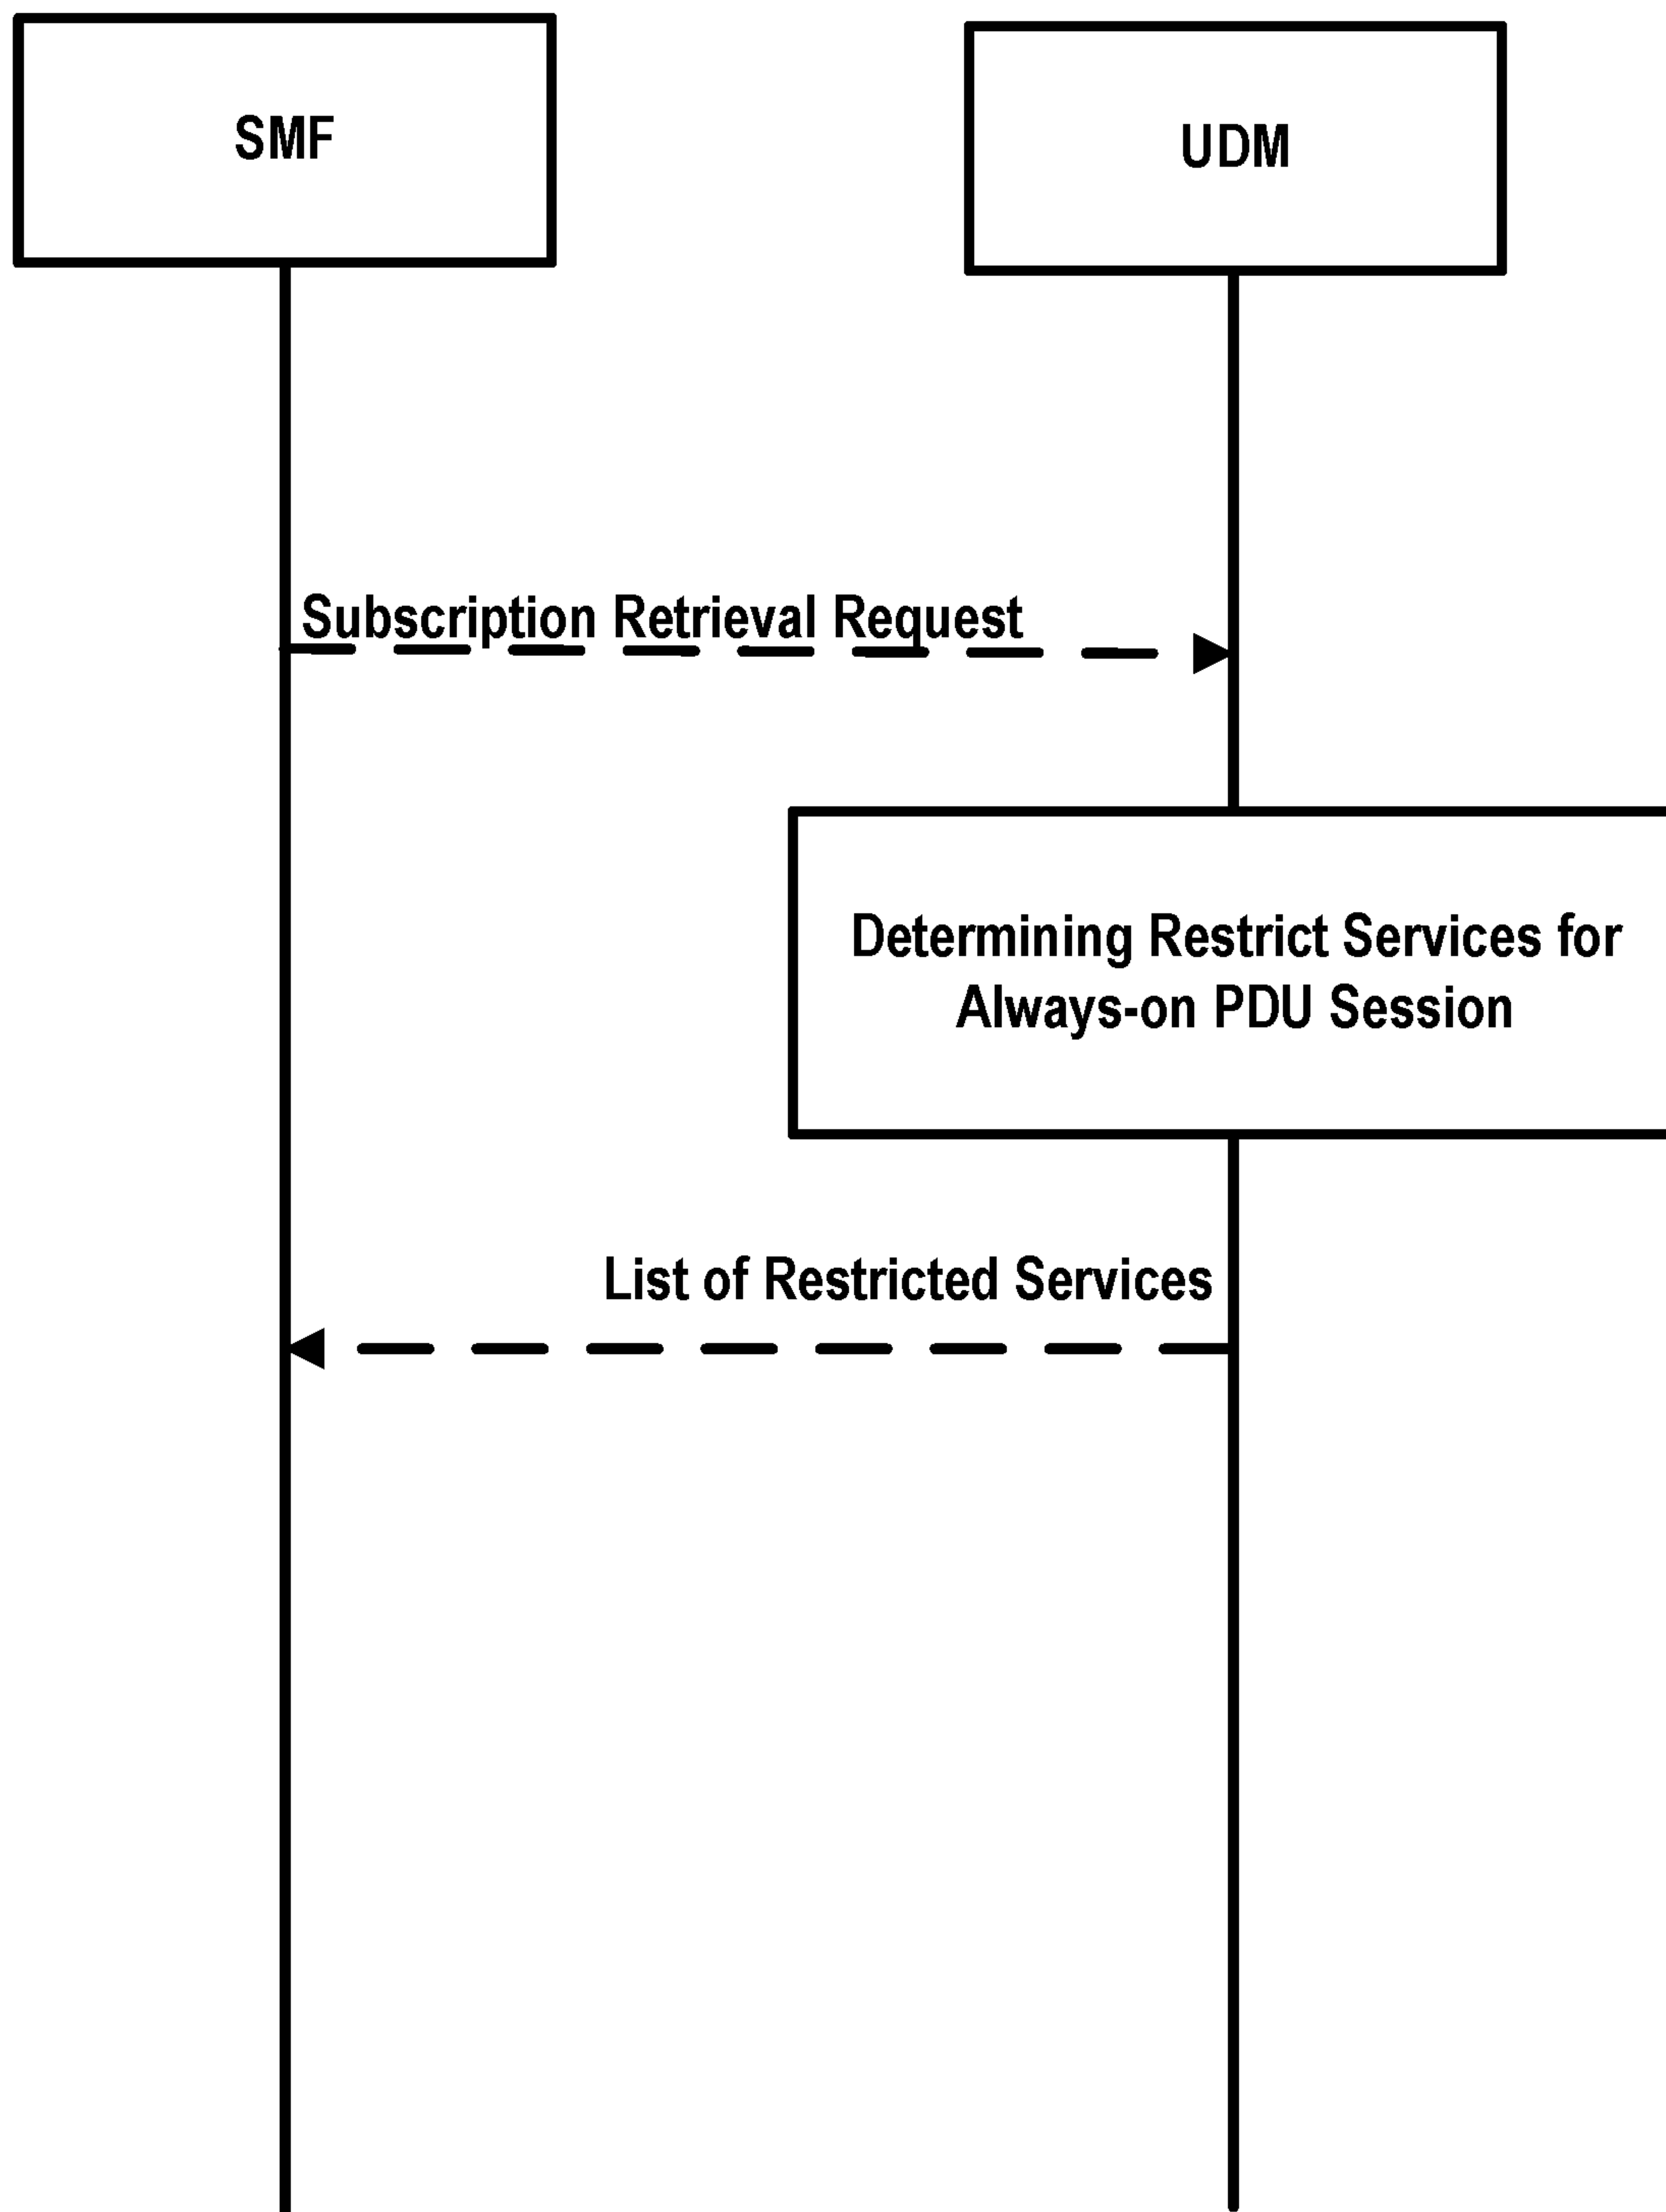 SMF
UDM
Subscription Retrieval Request
Determining Restrict Services for
Always-on PDU Session
List of Restricted Services